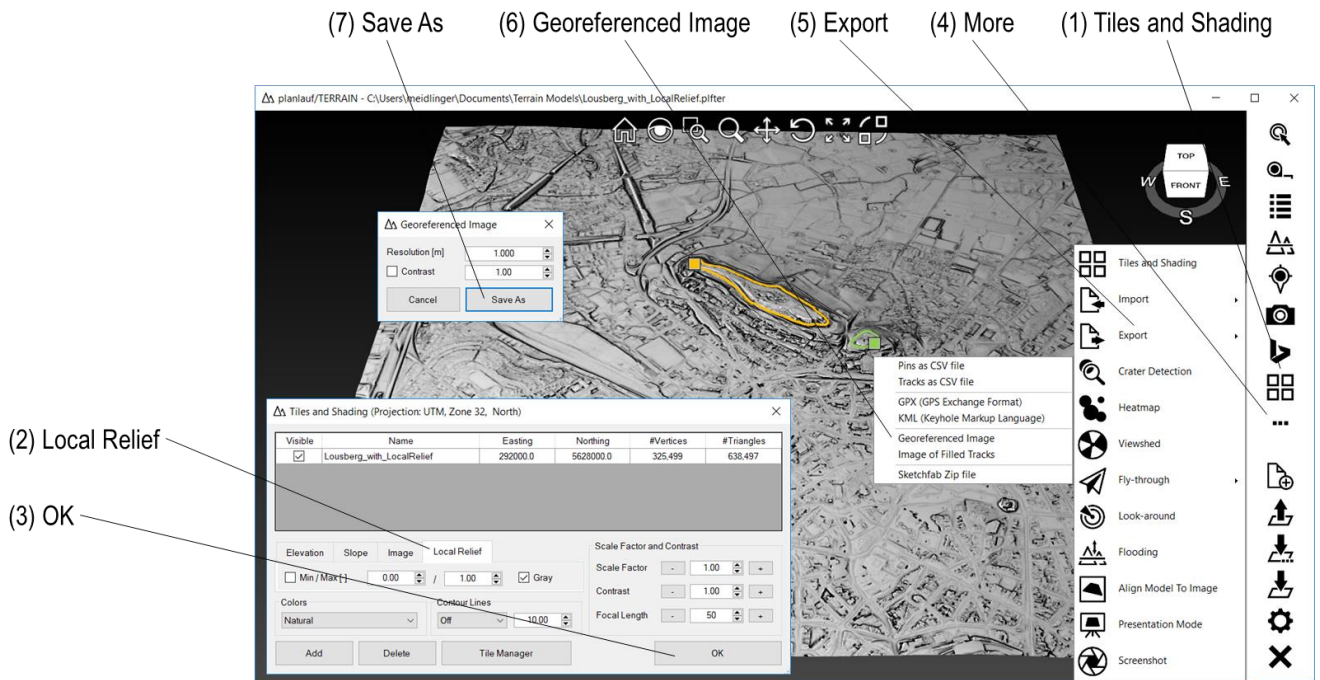 (7) Save As
(6) Georeferenced Image
(5) Export
(4) More
(1) Tiles and Shading
planlauf/TERRAIN - C:\Users\meidlinger\Documents\Terrain Models\Lousberg_with_LocalRelief.plfter
TOP
FRONT
W
E
S
Georeferenced Image
Resolution [m] 1.000
Contrast 1.00
Cancel Save As
Tiles and Shading
Import
Export
Crater Detection
Heatmap
Viewshed
Fly-through
Look-around
Flooding
Align Model To Image
Presentation Mode
Screenshot
Pins as CSV file
Tracks as CSV file
GPX (GPS Exchange Format)
KML (Keyhole Markup Language)
Georeferenced Image
Image of Filled Tracks
Sketchfab Zip file
(2) Local Relief
(3) OK
Tiles and Shading (Projection: UTM, Zone 32, North)
Visible Name Easting Northing #Vertices #Triangles
Lousberg_with_LocalRelief 292000.0 5628000.0 325,499 638,497
Elevation Slope Image Local Relief
Min / Max [-] 0.00 / 1.00 Gray
Colors
Natural
Contour Lines
Off 10.00
Scale Factor and Contrast
Scale Factor - 1.00 +
Contrast - 1.00 +
Focal Length - 50 +
Add Delete Tile Manager OK